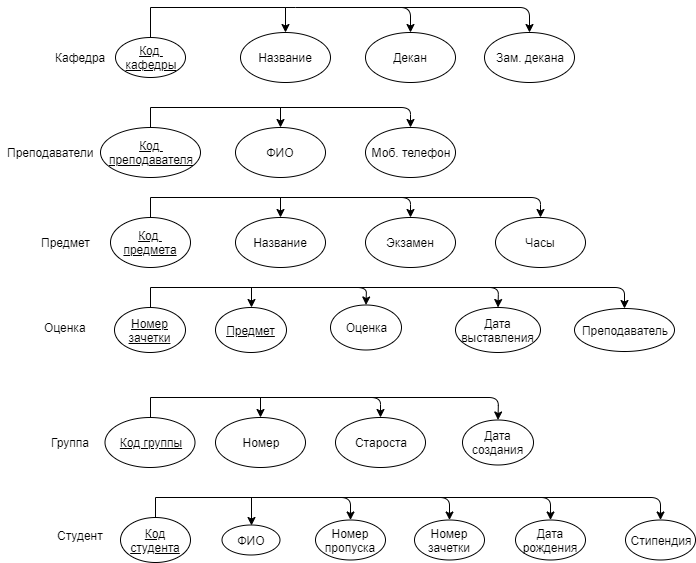 Кафедра
Код
кафедры
Название
Декан
Зам. декана
Преподаватели
Код
преподавателя
ФИО
Моб. телефон
Предмет
Код
предмета
Название
Экзамен
Часы
Оценка
Номер
зачетки
Предмет
Оценка
Дата
выставления
Преподаватель
Группа
Код группы
Номер
Староста
Дата
создания
Студент
Код
студента
ФИО
Номер
пропуска
Номер
зачетки
Дата
рождения
Стипендия